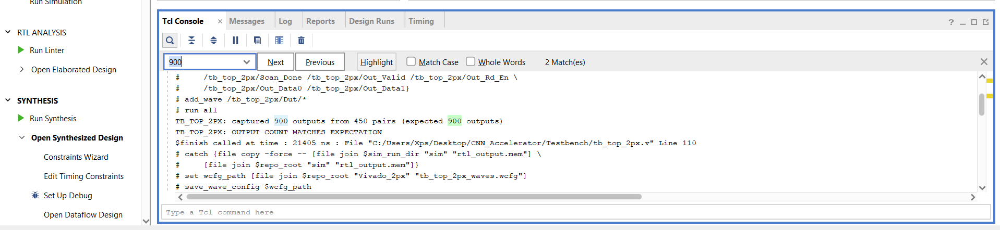 Run Simulation
RTL ANALYSIS
Run Linter
Open Elaborated Design
SYNTHESIS
Run Synthesis
Open Synthesized Design
Constraints Wizard
Edit Timing Constraints
Set Up Debug
Open Dataflow Design
Tcl Console × Messages Log Reports Design Runs Timing
900 Next Previous Highlight Match Case Whole Words 2 Match(es)
#     /tb_top_2px/Scan_Done /tb_top_2px/Out_Valid /tb_top_2px/Out_Rd_En \
#     /tb_top_2px/Out_Data0 /tb_top_2px/Out_Data1}
# add_wave /tb_top_2px/Dut/*
# run all
TB_TOP_2PX: captured 900 outputs from 450 pairs (expected 900 outputs)
TB_TOP_2PX: OUTPUT COUNT MATCHES EXPECTATION
$finish called at time : 21405 ns : File "C:/Users/Xps/Desktop/CNN_Accelerator/Testbench/tb_top_2px.v" Line 110
# catch {file copy -force -- [file join $sim_run_dir "sim" "rtl_output.mem"] \
#     [file join $repo_root "sim" "rtl_output.mem"]}
# set wcfg_path [file join $repo_root "Vivado_2px" "tb_top_2px_waves.wcfg"]
# save_wave_config $wcfg_path
Type a Tcl command here